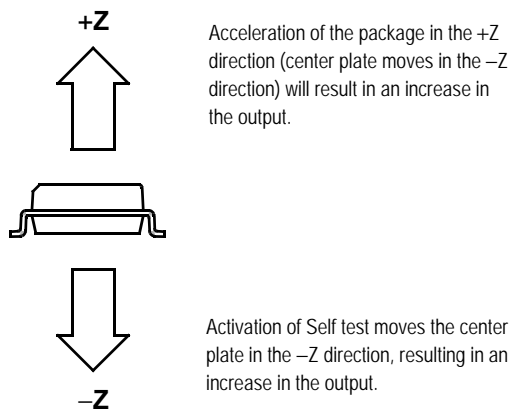 +Z
Acceleration of the package in the +Z
direction (center plate moves in the –Z
direction) will result in an increase in
the output.
Activation of Self test moves the center
plate in the –Z direction, resulting in an
increase in the output.
–Z